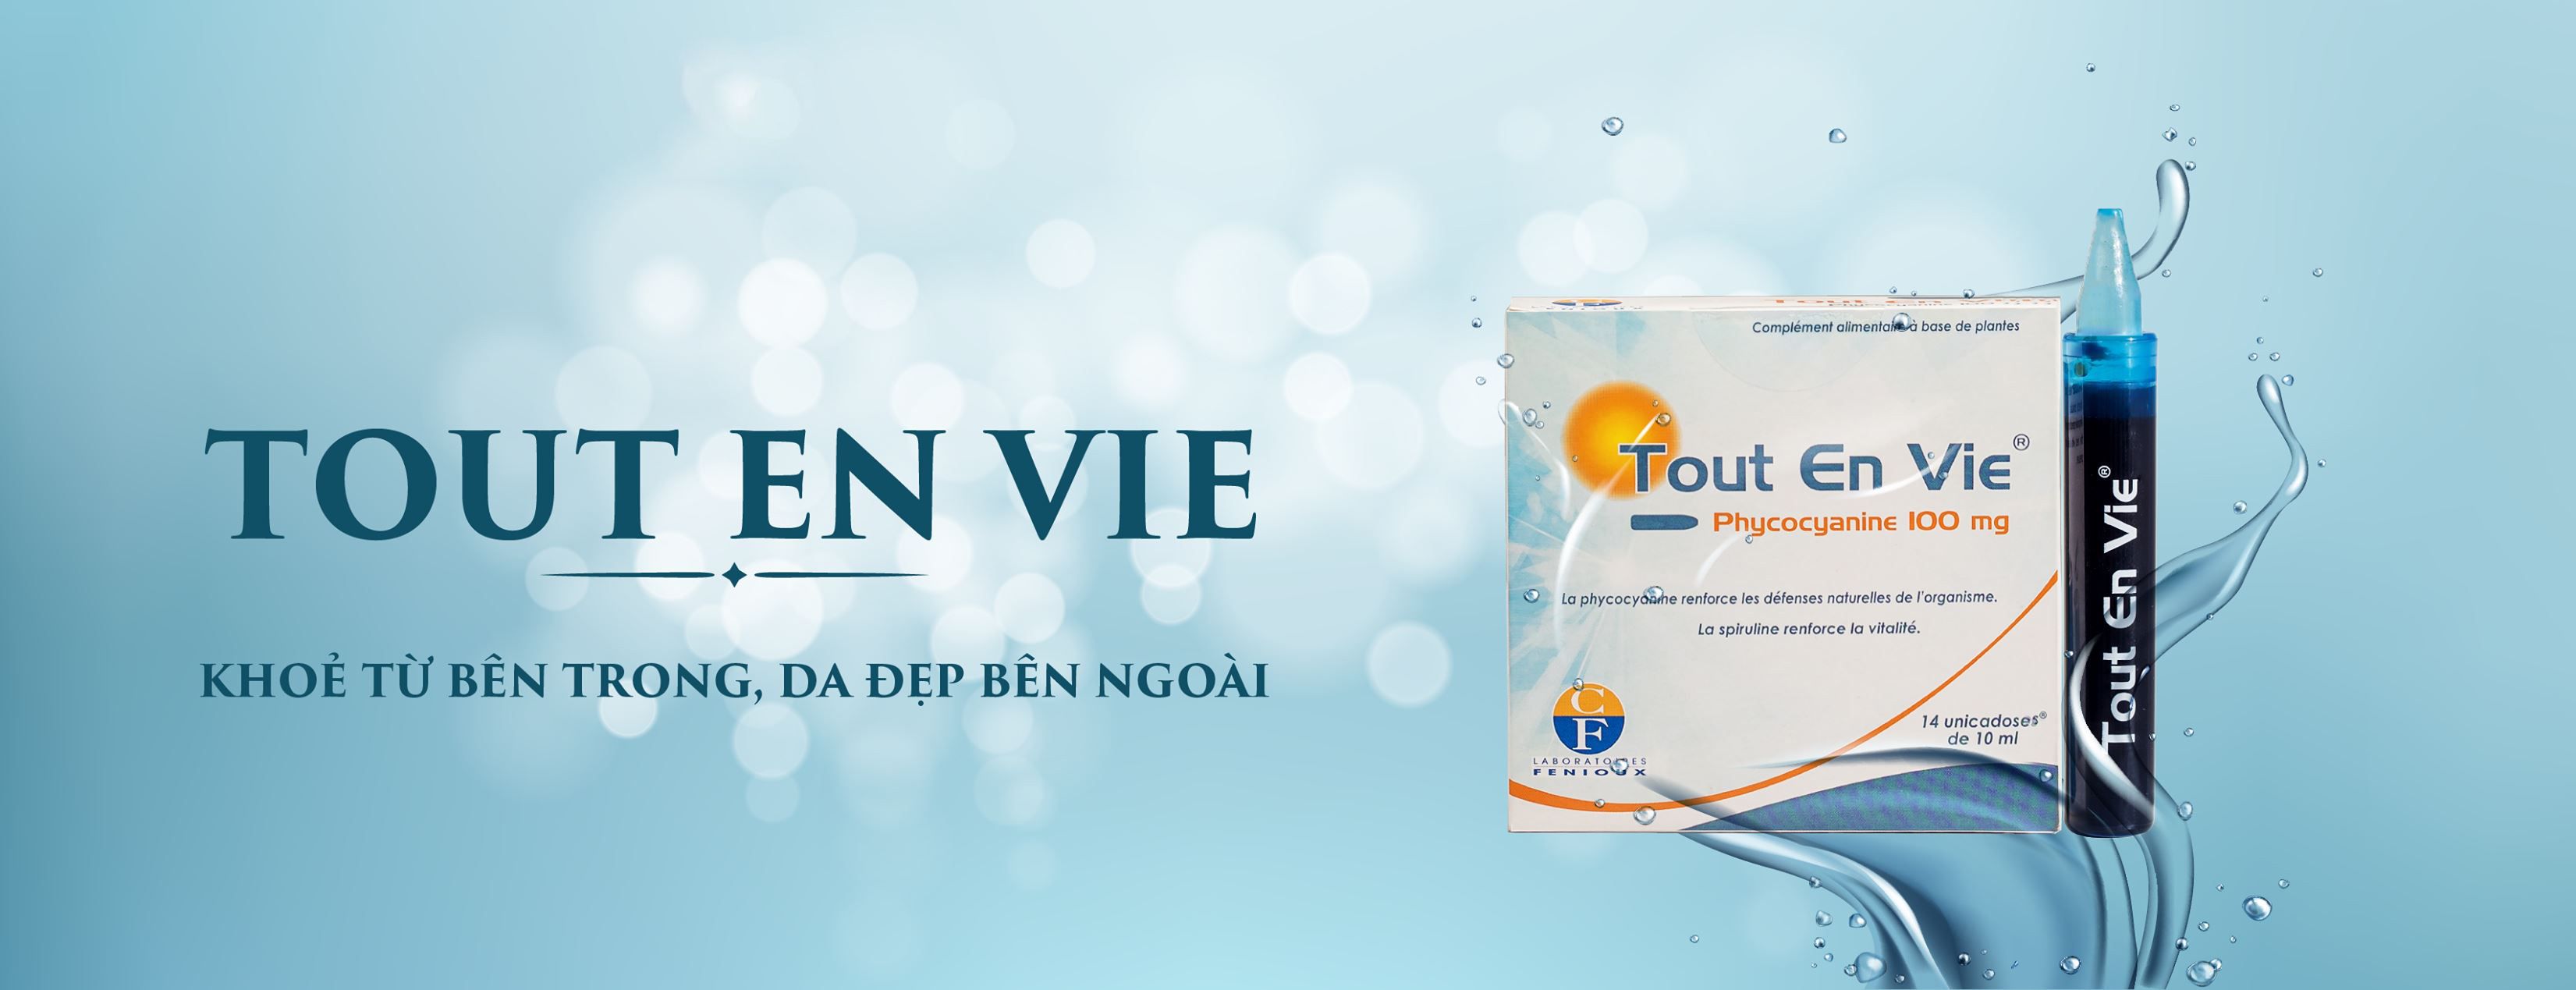 TOUT EN VIE
KHOẺ TỪ BÊN TRONG, DA ĐẸP BÊN NGOÀI
Complément alimentaire à base de plantes
Tout En Vie®
Phycocyanine 100 mg
La phycocyanine renforce les défenses naturelles de l'organisme.
La spiruline renforce la vitalité.
14 unicadoses®
de 10 ml
CF
LABORATOIRES
FENIOUX
Tout En Vie®